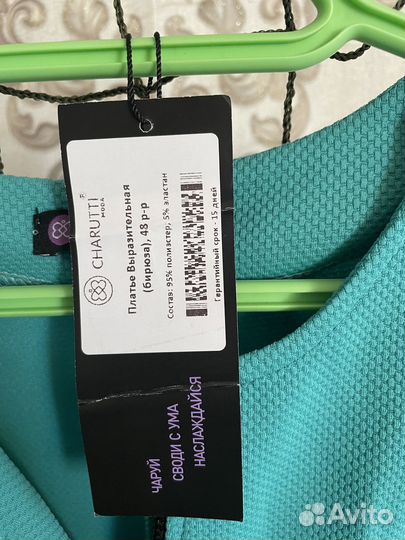 CHARUTTI
МОДА
Платье Выразительная
(бирюза), 48 р-р
Состав: 95% полиэстер, 5% эластан
Гарантийный срок - 15 дней
ЧАРУЙ
СВОДИ С УМА
НАСЛАЖДАЙСЯ
Avito